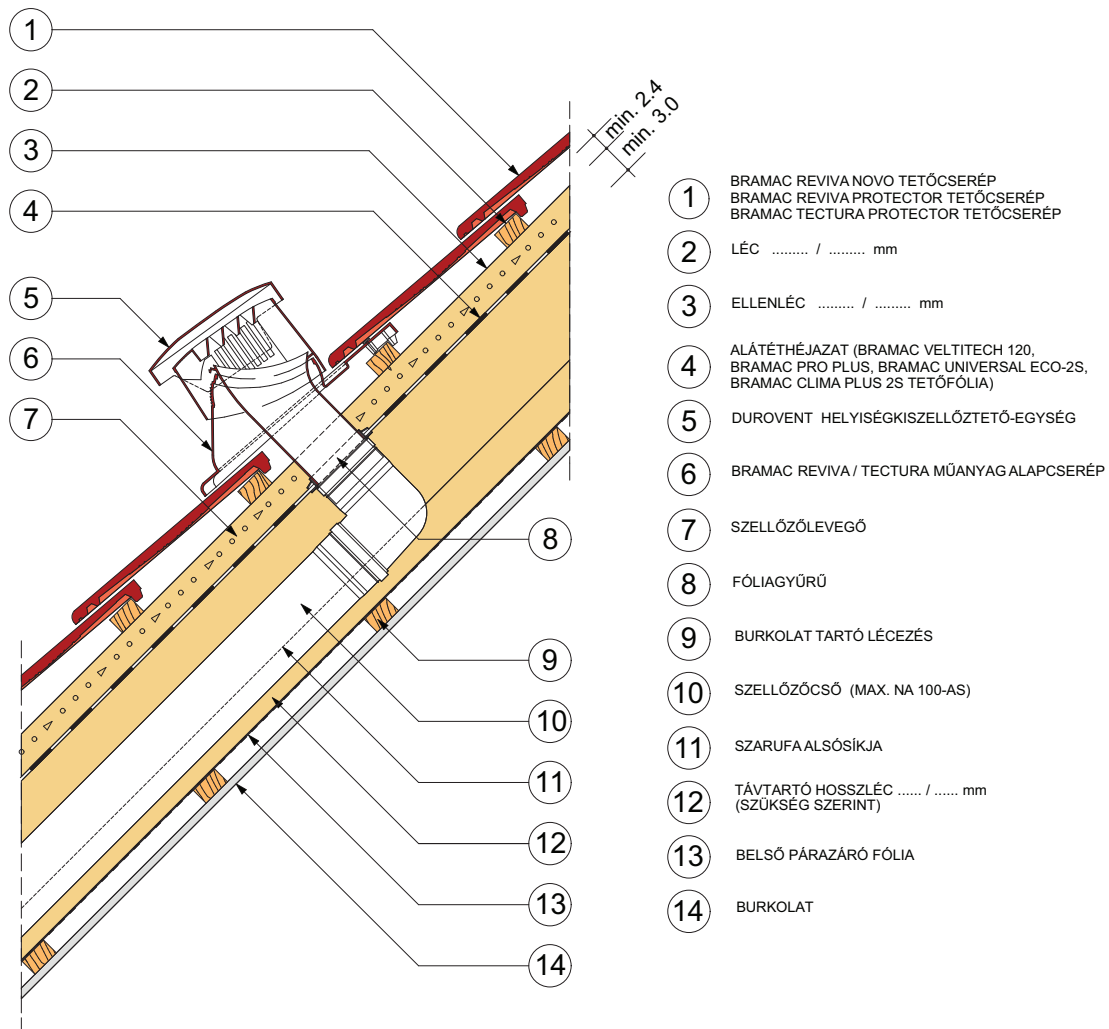 1
2
3
4
5
6
7
8
9
10
11
12
13
14
min. 2.4
min. 3.0
1 BRAMAC REVIVA NOVO TETŐCSERÉP
BRAMAC REVIVA PROTECTOR TETŐCSERÉP
BRAMAC TECTURA PROTECTOR TETŐCSERÉP
2 LÉC ......... / ......... mm
3 ELLENLÉC ......... / ......... mm
4 ALÁTÉTHÉJAZAT (BRAMAC VELTITECH 120,
BRAMAC PRO PLUS, BRAMAC UNIVERSAL ECO-2S,
BRAMAC CLIMA PLUS 2S TETŐFÓLIA)
5 DUROVENT HELYISÉGKISZELLŐZTETŐ-EGYSÉG
6 BRAMAC REVIVA / TECTURA MŰANYAG ALAPCSERÉP
7 SZELLŐZŐLEVEGŐ
8 FÓLIAGYŰRŰ
9 BURKOLAT TARTÓ LÉCEZÉS
10 SZELLŐZŐCSŐ (MAX. NA 100-AS)
11 SZARUFA ALSÓSÍKJA
12 TÁVTARTÓ HOSSZLÉC ...... / ...... mm
(SZÜKSÉG SZERINT)
13 BELSŐ PÁRAZÁRÓ FÓLIA
14 BURKOLAT